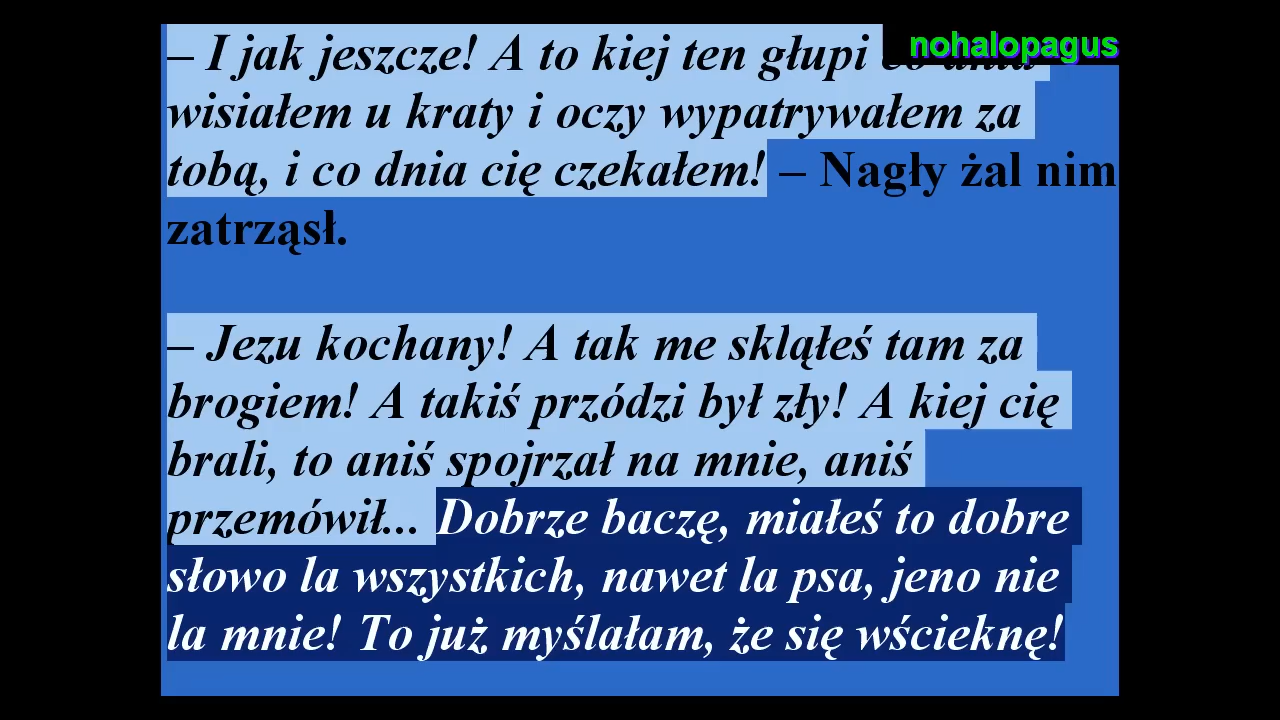 – I jak jeszcze! A to kiej ten głupi co dnia
nohalopagus
wisiałem u kraty i oczy wypatrywałem za
tobą, i co dnia cię czekałem! – Nagły żal nim
zatrząsł.
– Jezu kochany! A tak me skląłeś tam za
brogiem! A takiś przódzi był zły! A kiej cię
brali, to aniś spojrzał na mnie, aniś
przemówił... Dobrze baczę, miałeś to dobre
słowo la wszystkich, nawet la psa, jeno nie
la mnie! To już myślałam, że się wścieknę!